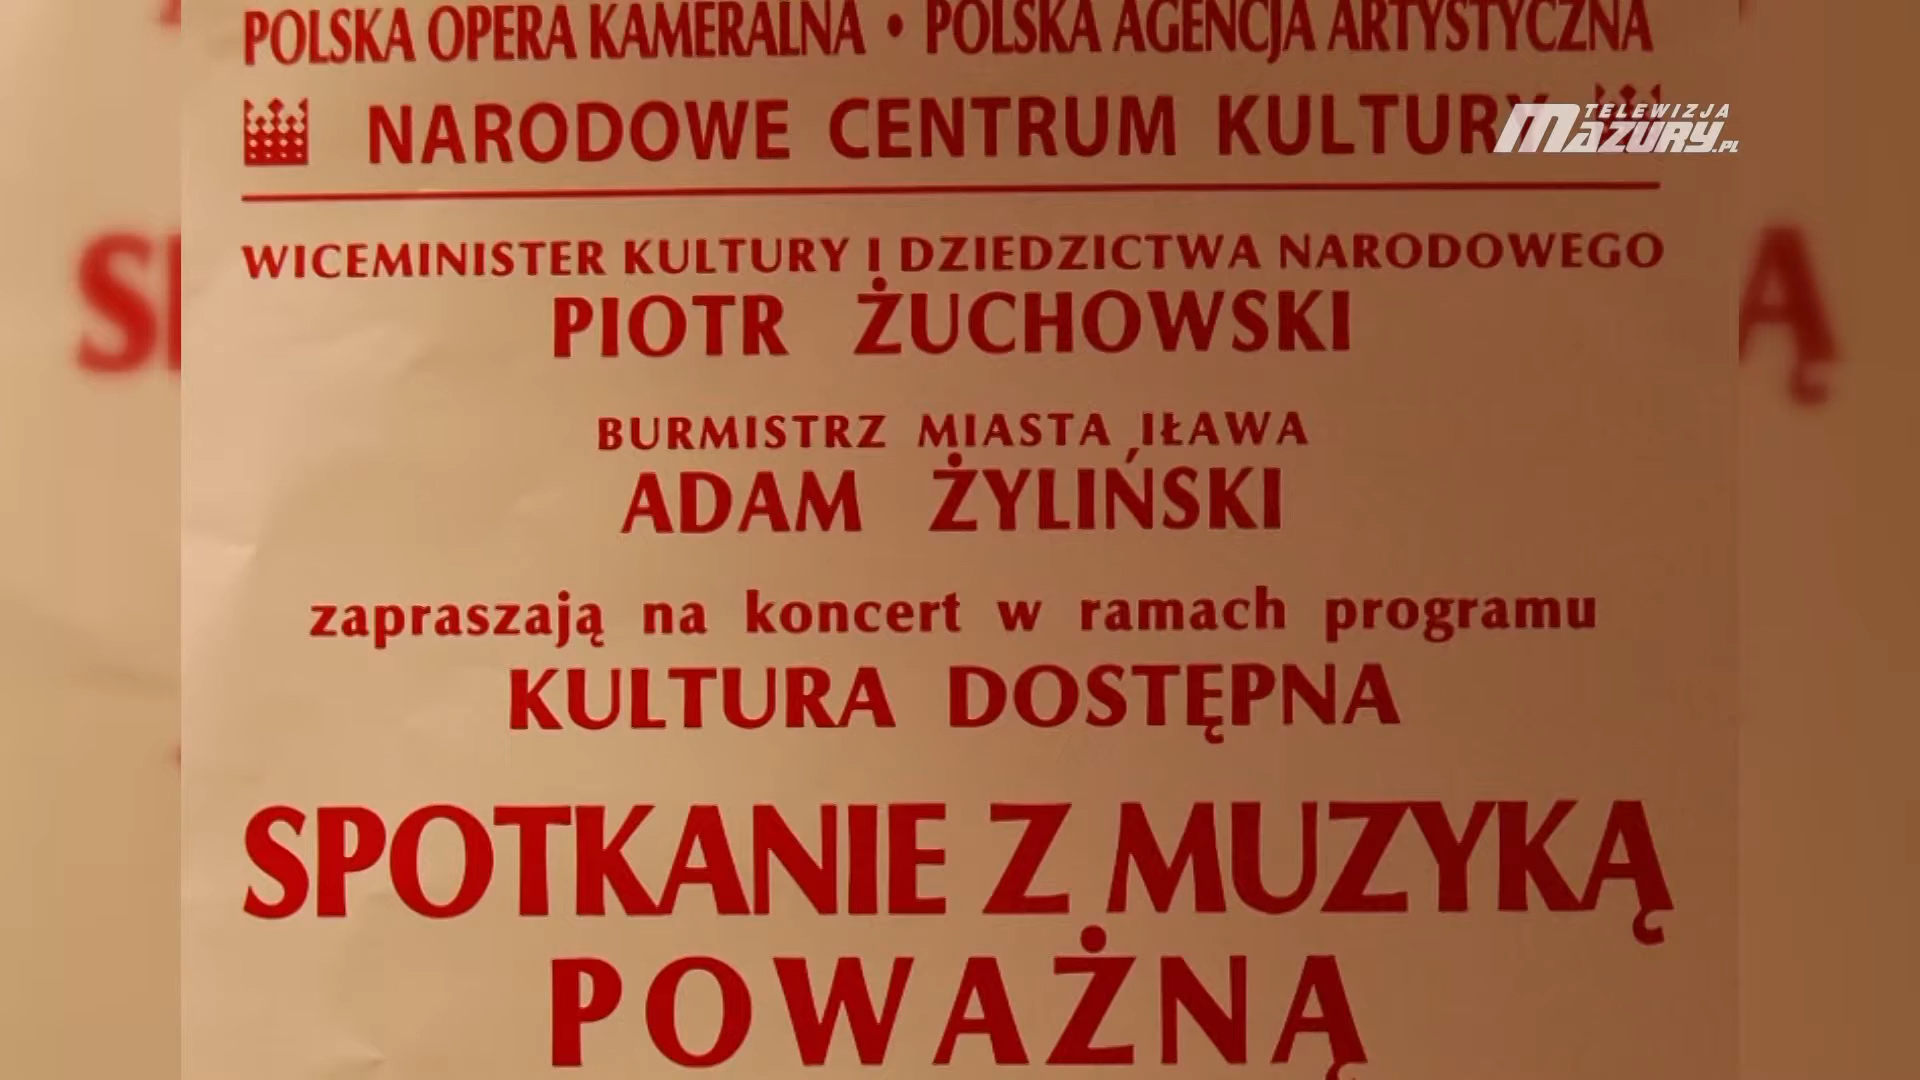 POLSKA OPERA KAMERALNA • POLSKA AGENCJA ARTYSTYCZNA
NARODOWE CENTRUM KULTURY
TELEWIZJA
MAZURY.PL
WICEMINISTER KULTURY I DZIEDZICTWA NARODOWEGO
PIOTR ŻUCHOWSKI
BURMISTRZ MIASTA IŁAWA
ADAM ŻYLIŃSKI
zapraszają na koncert w ramach programu
KULTURA DOSTĘPNA
SPOTKANIE Z MUZYKĄ
POWAŻNĄ